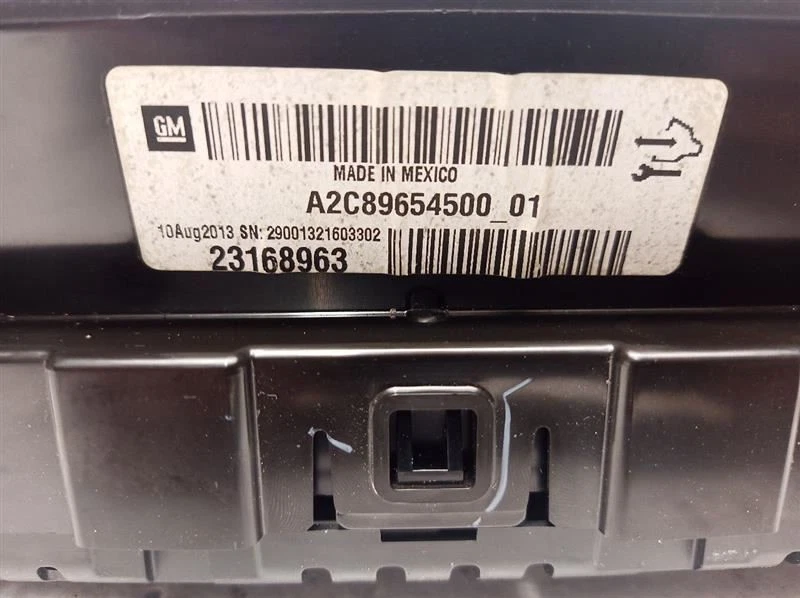 GM
MADE IN MEXICO
A2C89654500_01
10Aug2013 SN: 29001321603302
23168963